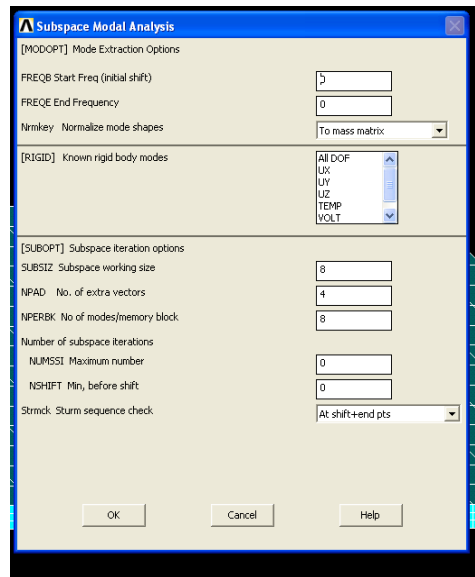 Subspace Modal Analysis
[MODOPT] Mode Extraction Options
FREQB Start Freq (initial shift)
FREQE End Frequency 0
Nrmkey Normalize mode shapes To mass matrix
[RIGID] Known rigid body modes All DOF
UX
UY
UZ
TEMP
VOLT
[SUBOPT] Subspace iteration options
SUBSIZ Subspace working size 8
NPAD No. of extra vectors 4
NPERBK No of modes/memory block 8
Number of subspace iterations
NUMSSI Maximum number 0
NSHIFT Min, before shift 0
Strmck Sturm sequence check At shift+end pts
OK Cancel Help